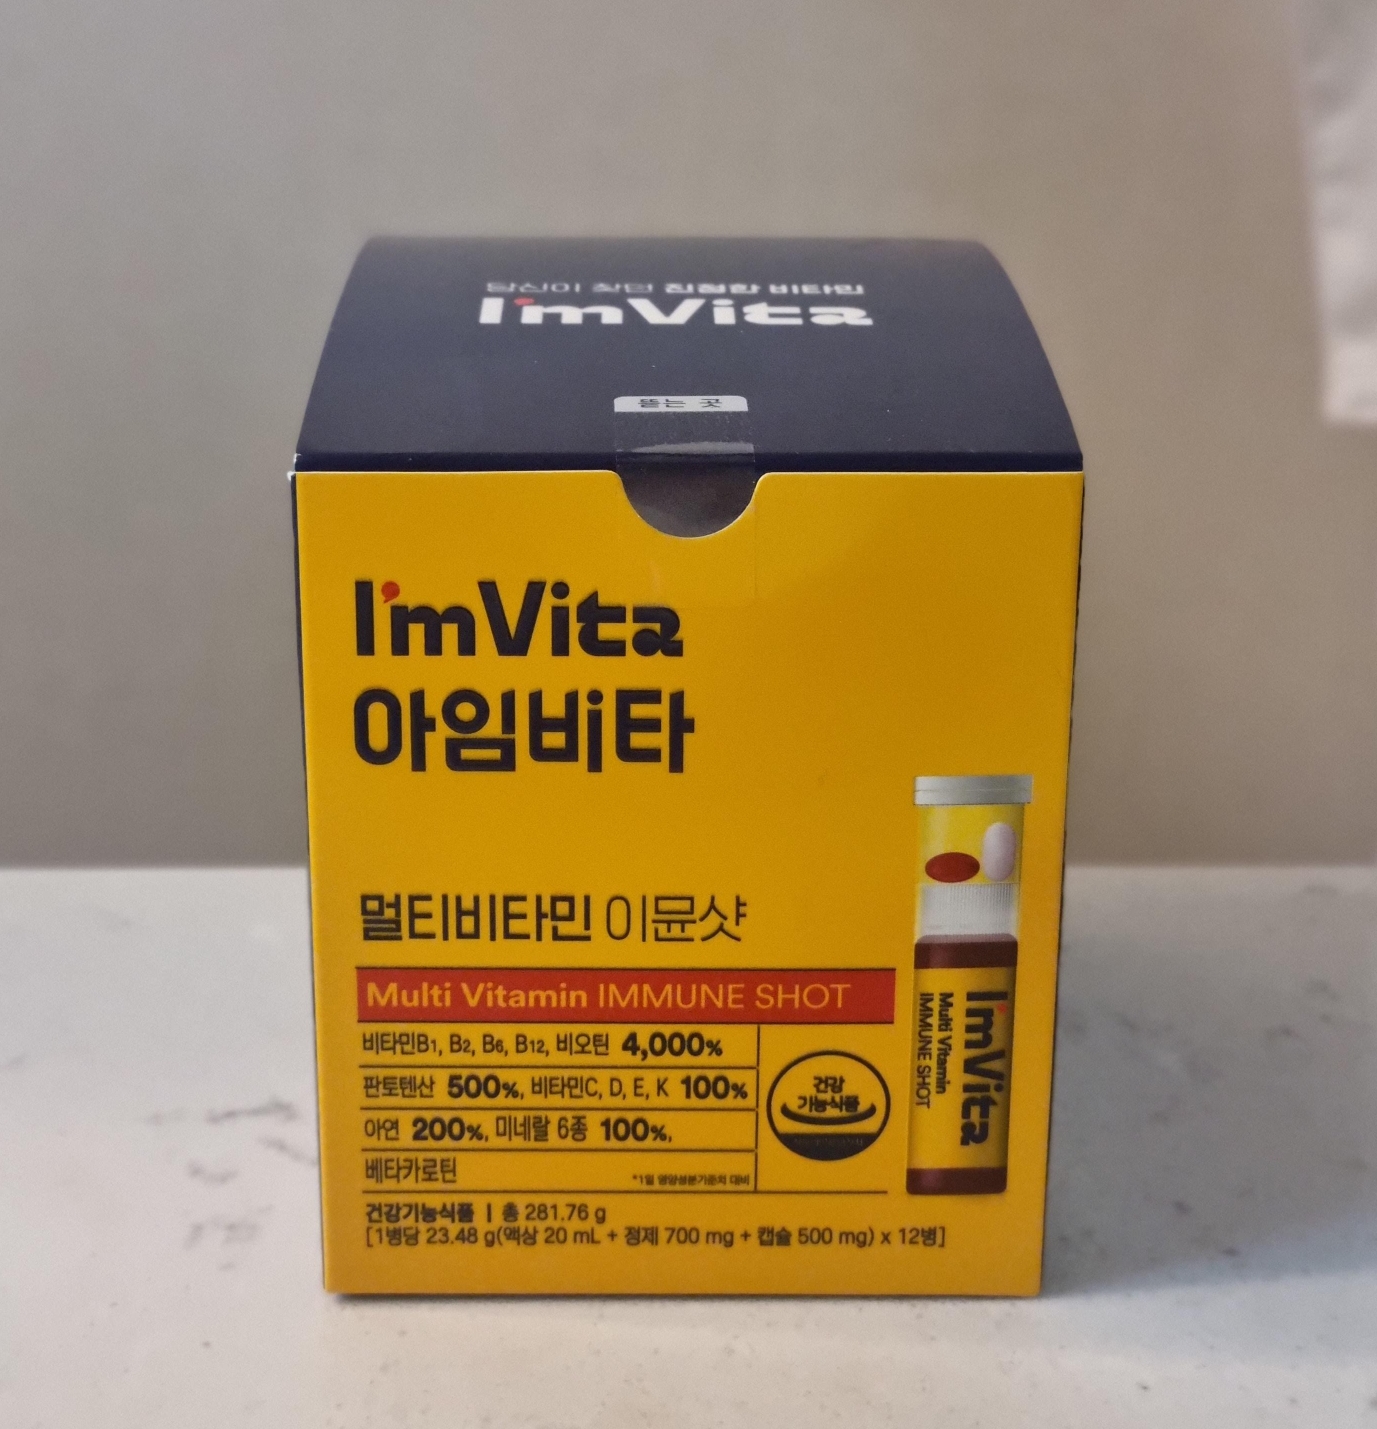 당신이 찾던 친절한 비타민
I'mVita
뜯는 곳
I'mVita
아임비타
멀티비타민 이뮨샷
Multi Vitamin IMMUNE SHOT
비타민B1, B2, B6, B12, 비오틴 4,000%
판토텐산 500%, 비타민C, D, E, K 100%
아연 200%, 미네랄 6종 100%,
베타카로틴
*1일 영양성분기준치 대비
건강
기능식품
I'mVita
Multi Vitamin
IMMUNE SHOT
건강기능식품 | 총 281.76 g
[1병당 23.48 g(액상 20 mL + 정제 700 mg + 캡슐 500 mg) x 12병]